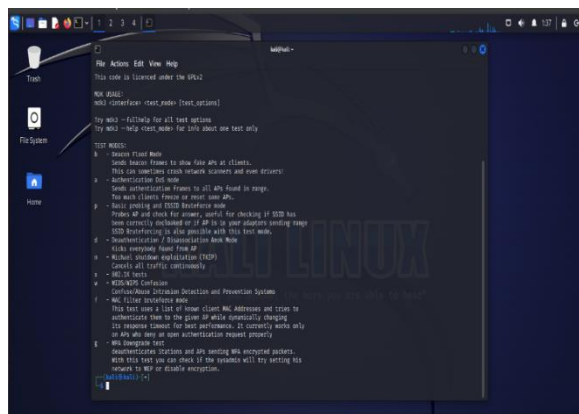 1 2 3 4
1:37
Trash
File System
Home
kali@kali: ~
File Actions Edit View Help
This code is licenced under the GPLv2
MDK USAGE:
mdk3 <interface> <test_mode> [test_options]
Try mdk3 --fullhelp for all test options
Try mdk3 --help <test_mode> for info about one test only
TEST MODES:
b - Beacon Flood Mode
Sends beacon frames to show fake APs at clients.
This can sometimes crash network scanners and even drivers!
a - Authentication DoS mode
Sends authentication frames to all APs found in range.
Too much clients freeze or reset some APs.
p - Basic probing and ESSID Bruteforce mode
Probes AP and check for answer, useful for checking if SSID has
been correctly decloaked or if AP is in your adaptors sending range
SSID Bruteforcing is also possible with this test mode.
d - Deauthentication / Disassociation Amok Mode
Kicks everybody found from AP
m - Michael shutdown exploitation (TKIP)
Cancels all traffic continuously
x - 802.1X tests
w - WIDS/WIPS Confusion
Confuse/Abuse Intrusion Detection and Prevention Systems
f - MAC filter bruteforce mode
This test uses a list of known client MAC Addresses and tries to
authenticate them to the given AP while dynamically changing
its response timeout for best performance. It currently works only
on APs who deny an open authentication request properly
g - WPA Downgrade test
deauthenticates Stations and APs sending WPA encrypted packets.
With this test you can check if the sysadmin will try setting his
network to WEP or disable encryption.
(kali㉿kali)-[~]
KALI LINUX